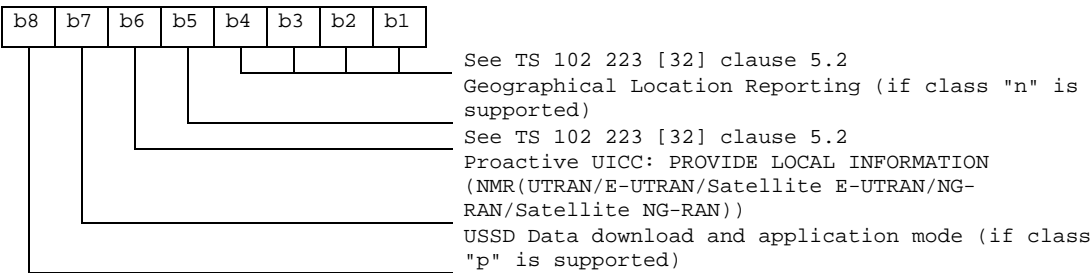 b8 b7 b6 b5 b4 b3 b2 b1
See TS 102 223 [32] clause 5.2
Geographical Location Reporting (if class "n" is
supported)
See TS 102 223 [32] clause 5.2
Proactive UICC: PROVIDE LOCAL INFORMATION
(NMR(UTRAN/E-UTRAN/Satellite E-UTRAN/NG-
RAN/Satellite NG-RAN))
USSD Data download and application mode (if class
"p" is supported)